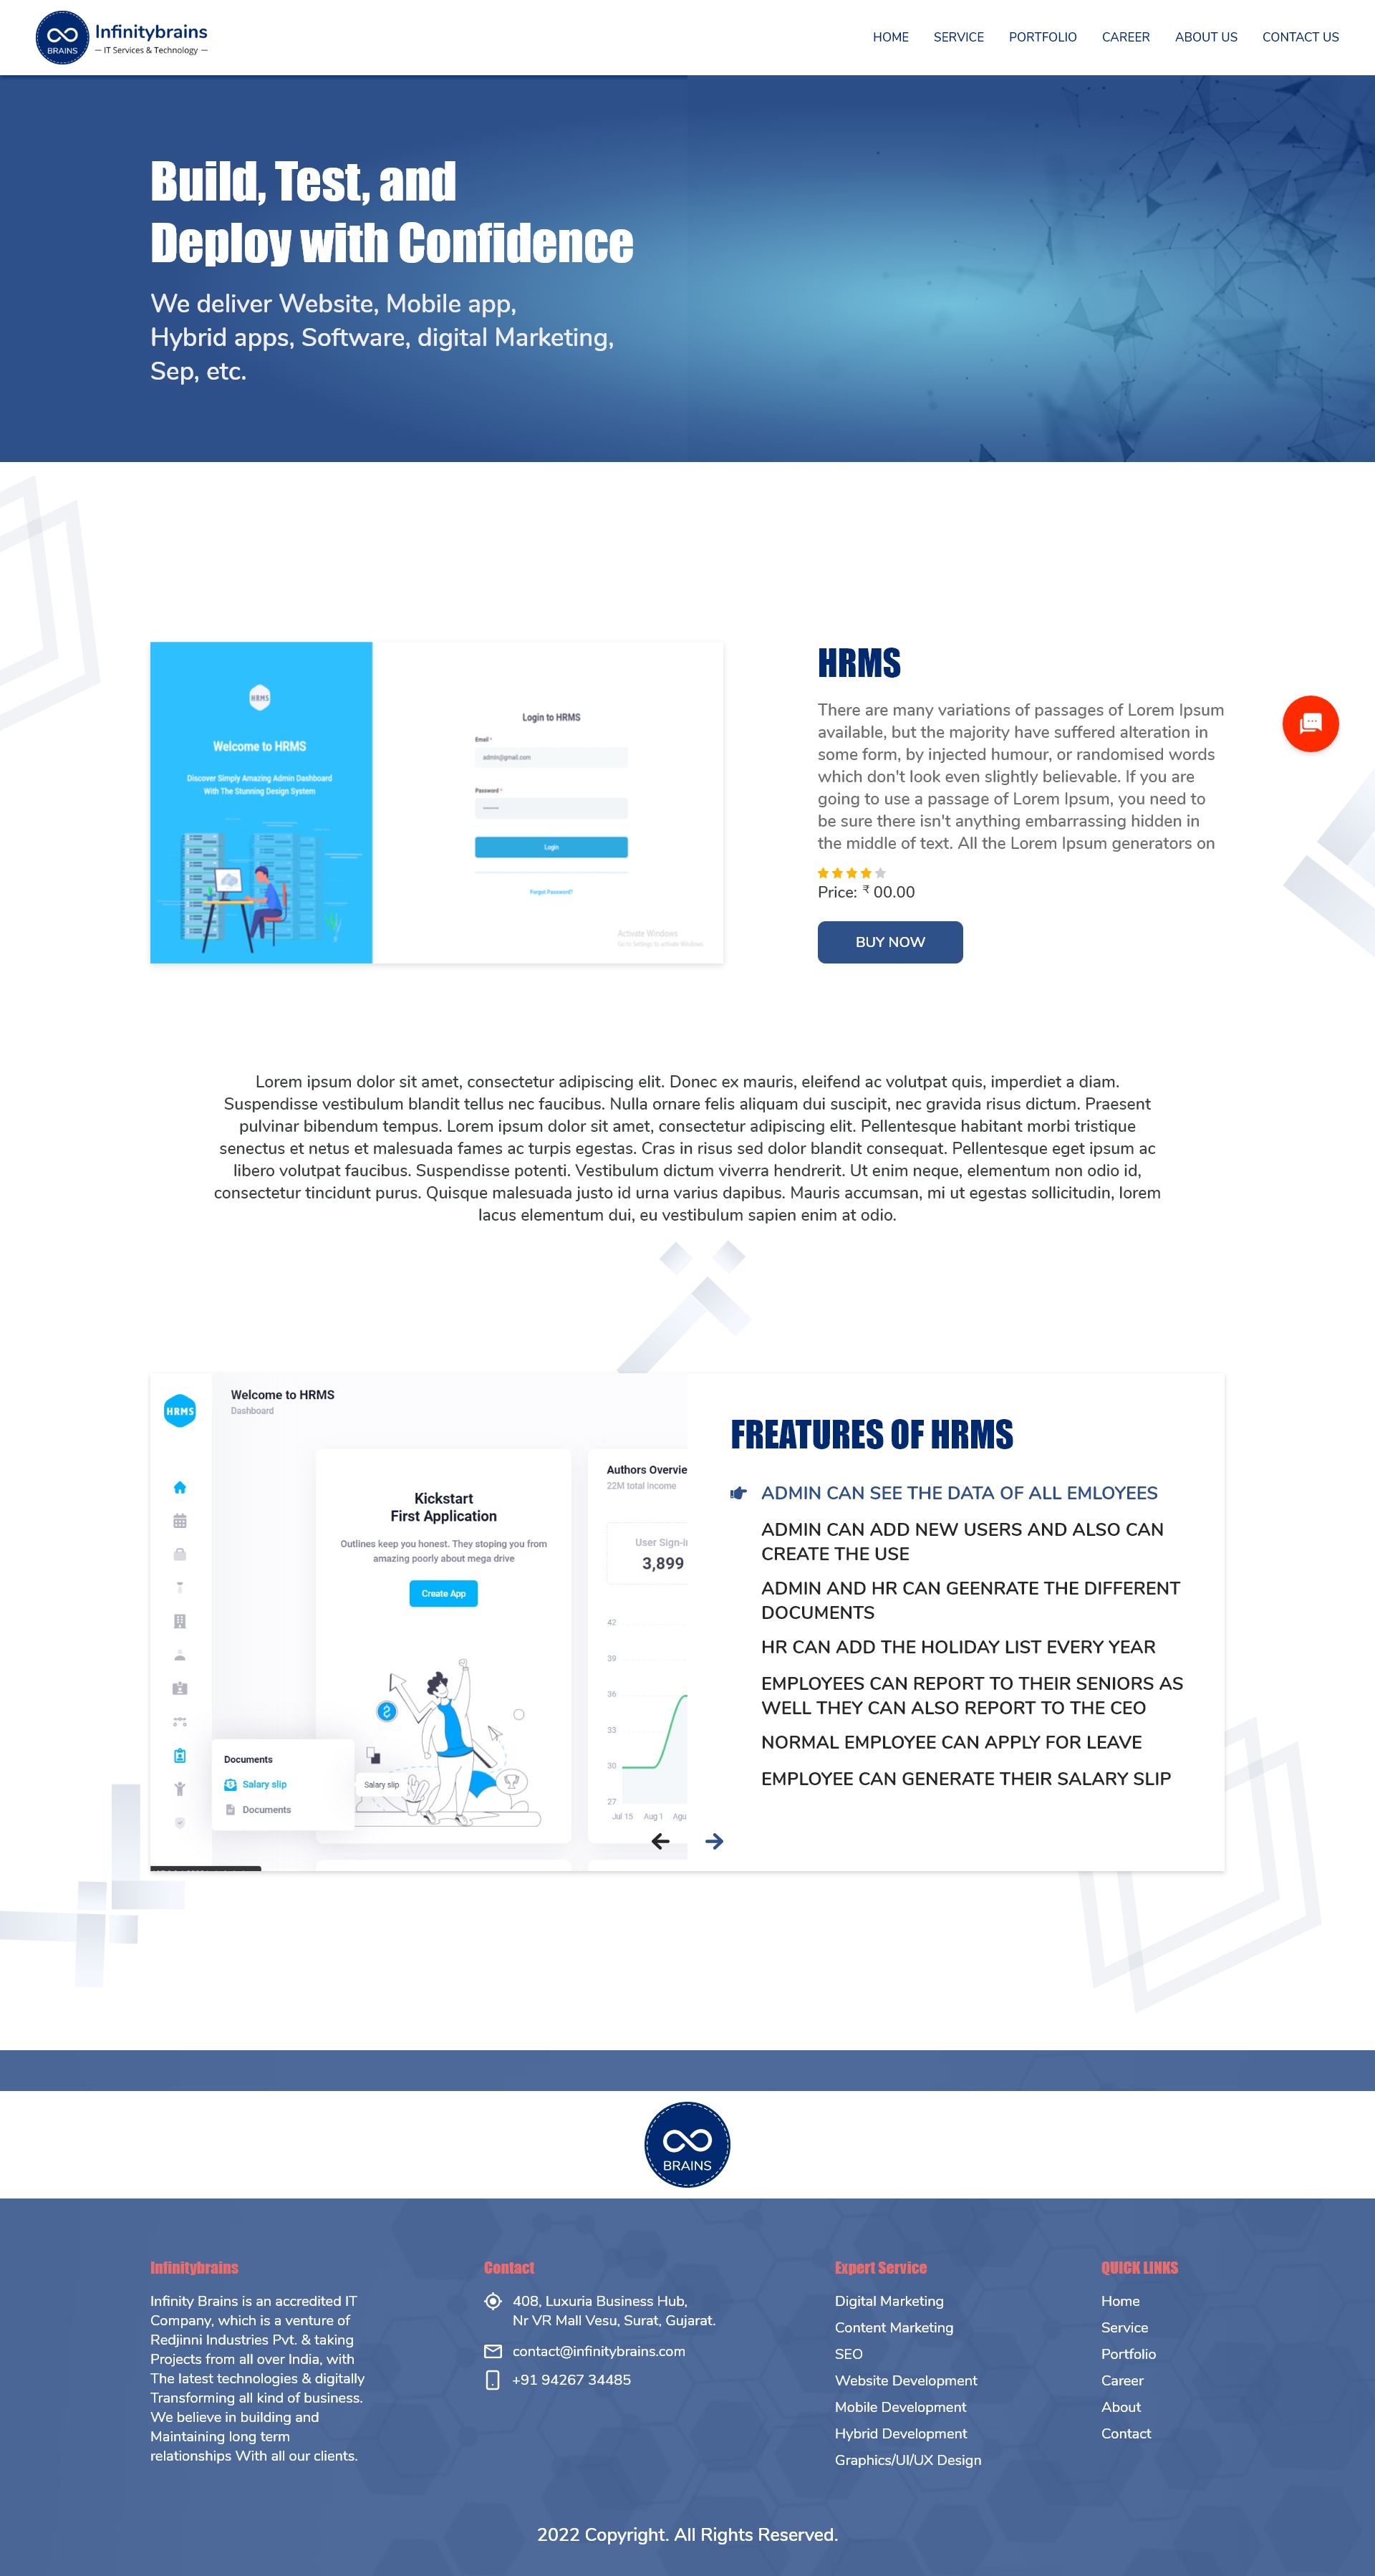 BRAINS
Infinitybrains
IT Services & Technology
HOME SERVICE PORTFOLIO CAREER ABOUT US CONTACT US
Build, Test, and
Deploy with Confidence
We deliver Website, Mobile app,
Hybrid apps, Software, digital Marketing,
Sep, etc.
HRMS
Welcome to HRMS
Discover Simply Amazing Admin Dashboard
With The Stunning Design System
Login to HRMS
Email *
admin@gmail.com
Password *
Login
Forgot Password?
Activate Windows
Go to Settings to activate Windows.
HRMS
There are many variations of passages of Lorem Ipsum
available, but the majority have suffered alteration in
some form, by injected humour, or randomised words
which don't look even slightly believable. If you are
going to use a passage of Lorem Ipsum, you need to
be sure there isn't anything embarrassing hidden in
the middle of text. All the Lorem Ipsum generators on
Price: ₹ 00.00
BUY NOW
Lorem ipsum dolor sit amet, consectetur adipiscing elit. Donec ex mauris, eleifend ac volutpat quis, imperdiet a diam.
Suspendisse vestibulum blandit tellus nec faucibus. Nulla ornare felis aliquam dui suscipit, nec gravida risus dictum. Praesent
pulvinar bibendum tempus. Lorem ipsum dolor sit amet, consectetur adipiscing elit. Pellentesque habitant morbi tristique
senectus et netus et malesuada fames ac turpis egestas. Cras in risus sed dolor blandit consequat. Pellentesque eget ipsum ac
libero volutpat faucibus. Suspendisse potenti. Vestibulum dictum viverra hendrerit. Ut enim neque, elementum non odio id,
consectetur tincidunt purus. Quisque malesuada justo id urna varius dapibus. Mauris accumsan, mi ut egestas sollicitudin, lorem
lacus elementum dui, eu vestibulum sapien enim at odio.
HRMS
Welcome to HRMS
Dashboard
Kickstart
First Application
Outlines keep you honest. They stoping you from
amazing poorly about mega drive
Create App
Documents
Salary slip
Documents
Salary slip
Authors Overvie
22M total income
User Sign-i
3,899
42
39
36
33
30
27
Jul 15 Aug 1 Agu
FREATURES OF HRMS
ADMIN CAN SEE THE DATA OF ALL EMLOYEES
ADMIN CAN ADD NEW USERS AND ALSO CAN
CREATE THE USE
ADMIN AND HR CAN GEENRATE THE DIFFERENT
DOCUMENTS
HR CAN ADD THE HOLIDAY LIST EVERY YEAR
EMPLOYEES CAN REPORT TO THEIR SENIORS AS
WELL THEY CAN ALSO REPORT TO THE CEO
NORMAL EMPLOYEE CAN APPLY FOR LEAVE
EMPLOYEE CAN GENERATE THEIR SALARY SLIP
BRAINS
Infinitybrains
Infinity Brains is an accredited IT
Company, which is a venture of
Redjinni Industries Pvt. & taking
Projects from all over India, with
The latest technologies & digitally
Transforming all kind of business.
We believe in building and
Maintaining long term
relationships With all our clients.
Contact
408, Luxuria Business Hub,
Nr VR Mall Vesu, Surat, Gujarat.
contact@infinitybrains.com
+91 94267 34485
Expert Service
Digital Marketing
Content Marketing
SEO
Website Development
Mobile Development
Hybrid Development
Graphics/UI/UX Design
QUICK LINKS
Home
Service
Portfolio
Career
About
Contact
2022 Copyright. All Rights Reserved.